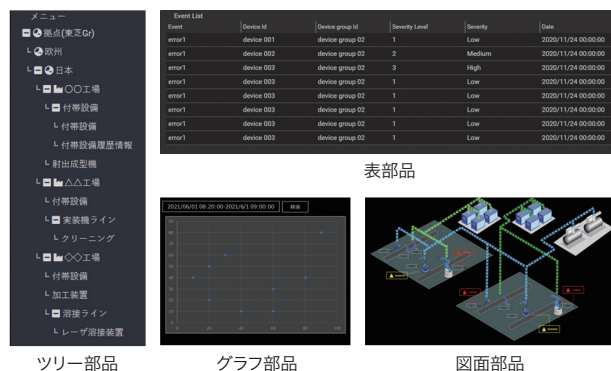 メニュー
拠点(東芝Gr)
欧州
日本
〇〇工場
付帯設備
付帯設備
付帯設備履歴情報
射出成型機
△△工場
付帯設備
実装機ライン
クリーニング
◇◇工場
付帯設備
加工装置
溶接ライン
レーザ溶接装置
ツリー部品
Event List
Event Device Id Device group Id Severity Level Severity Date
error1 device 001 device group 02 1 Low 2020/11/24 00:00:00
error1 device 002 device group 02 2 Medium 2020/11/24 00:00:00
error1 device 003 device group 02 3 High 2020/11/24 00:00:00
error1 device 003 device group 02 1 Low 2020/11/24 00:00:00
error1 device 003 device group 02 1 Low 2020/11/24 00:00:00
error1 device 003 device group 02 1 Low 2020/11/24 00:00:00
error1 device 003 device group 02 1 Low 2020/11/24 00:00:00
error1 device 003 device group 02 1 Low 2020/11/24 00:00:00
表部品
2021/06/01 08:20:00-2021/6/1 09:00:00 検索
グラフ部品
図面部品